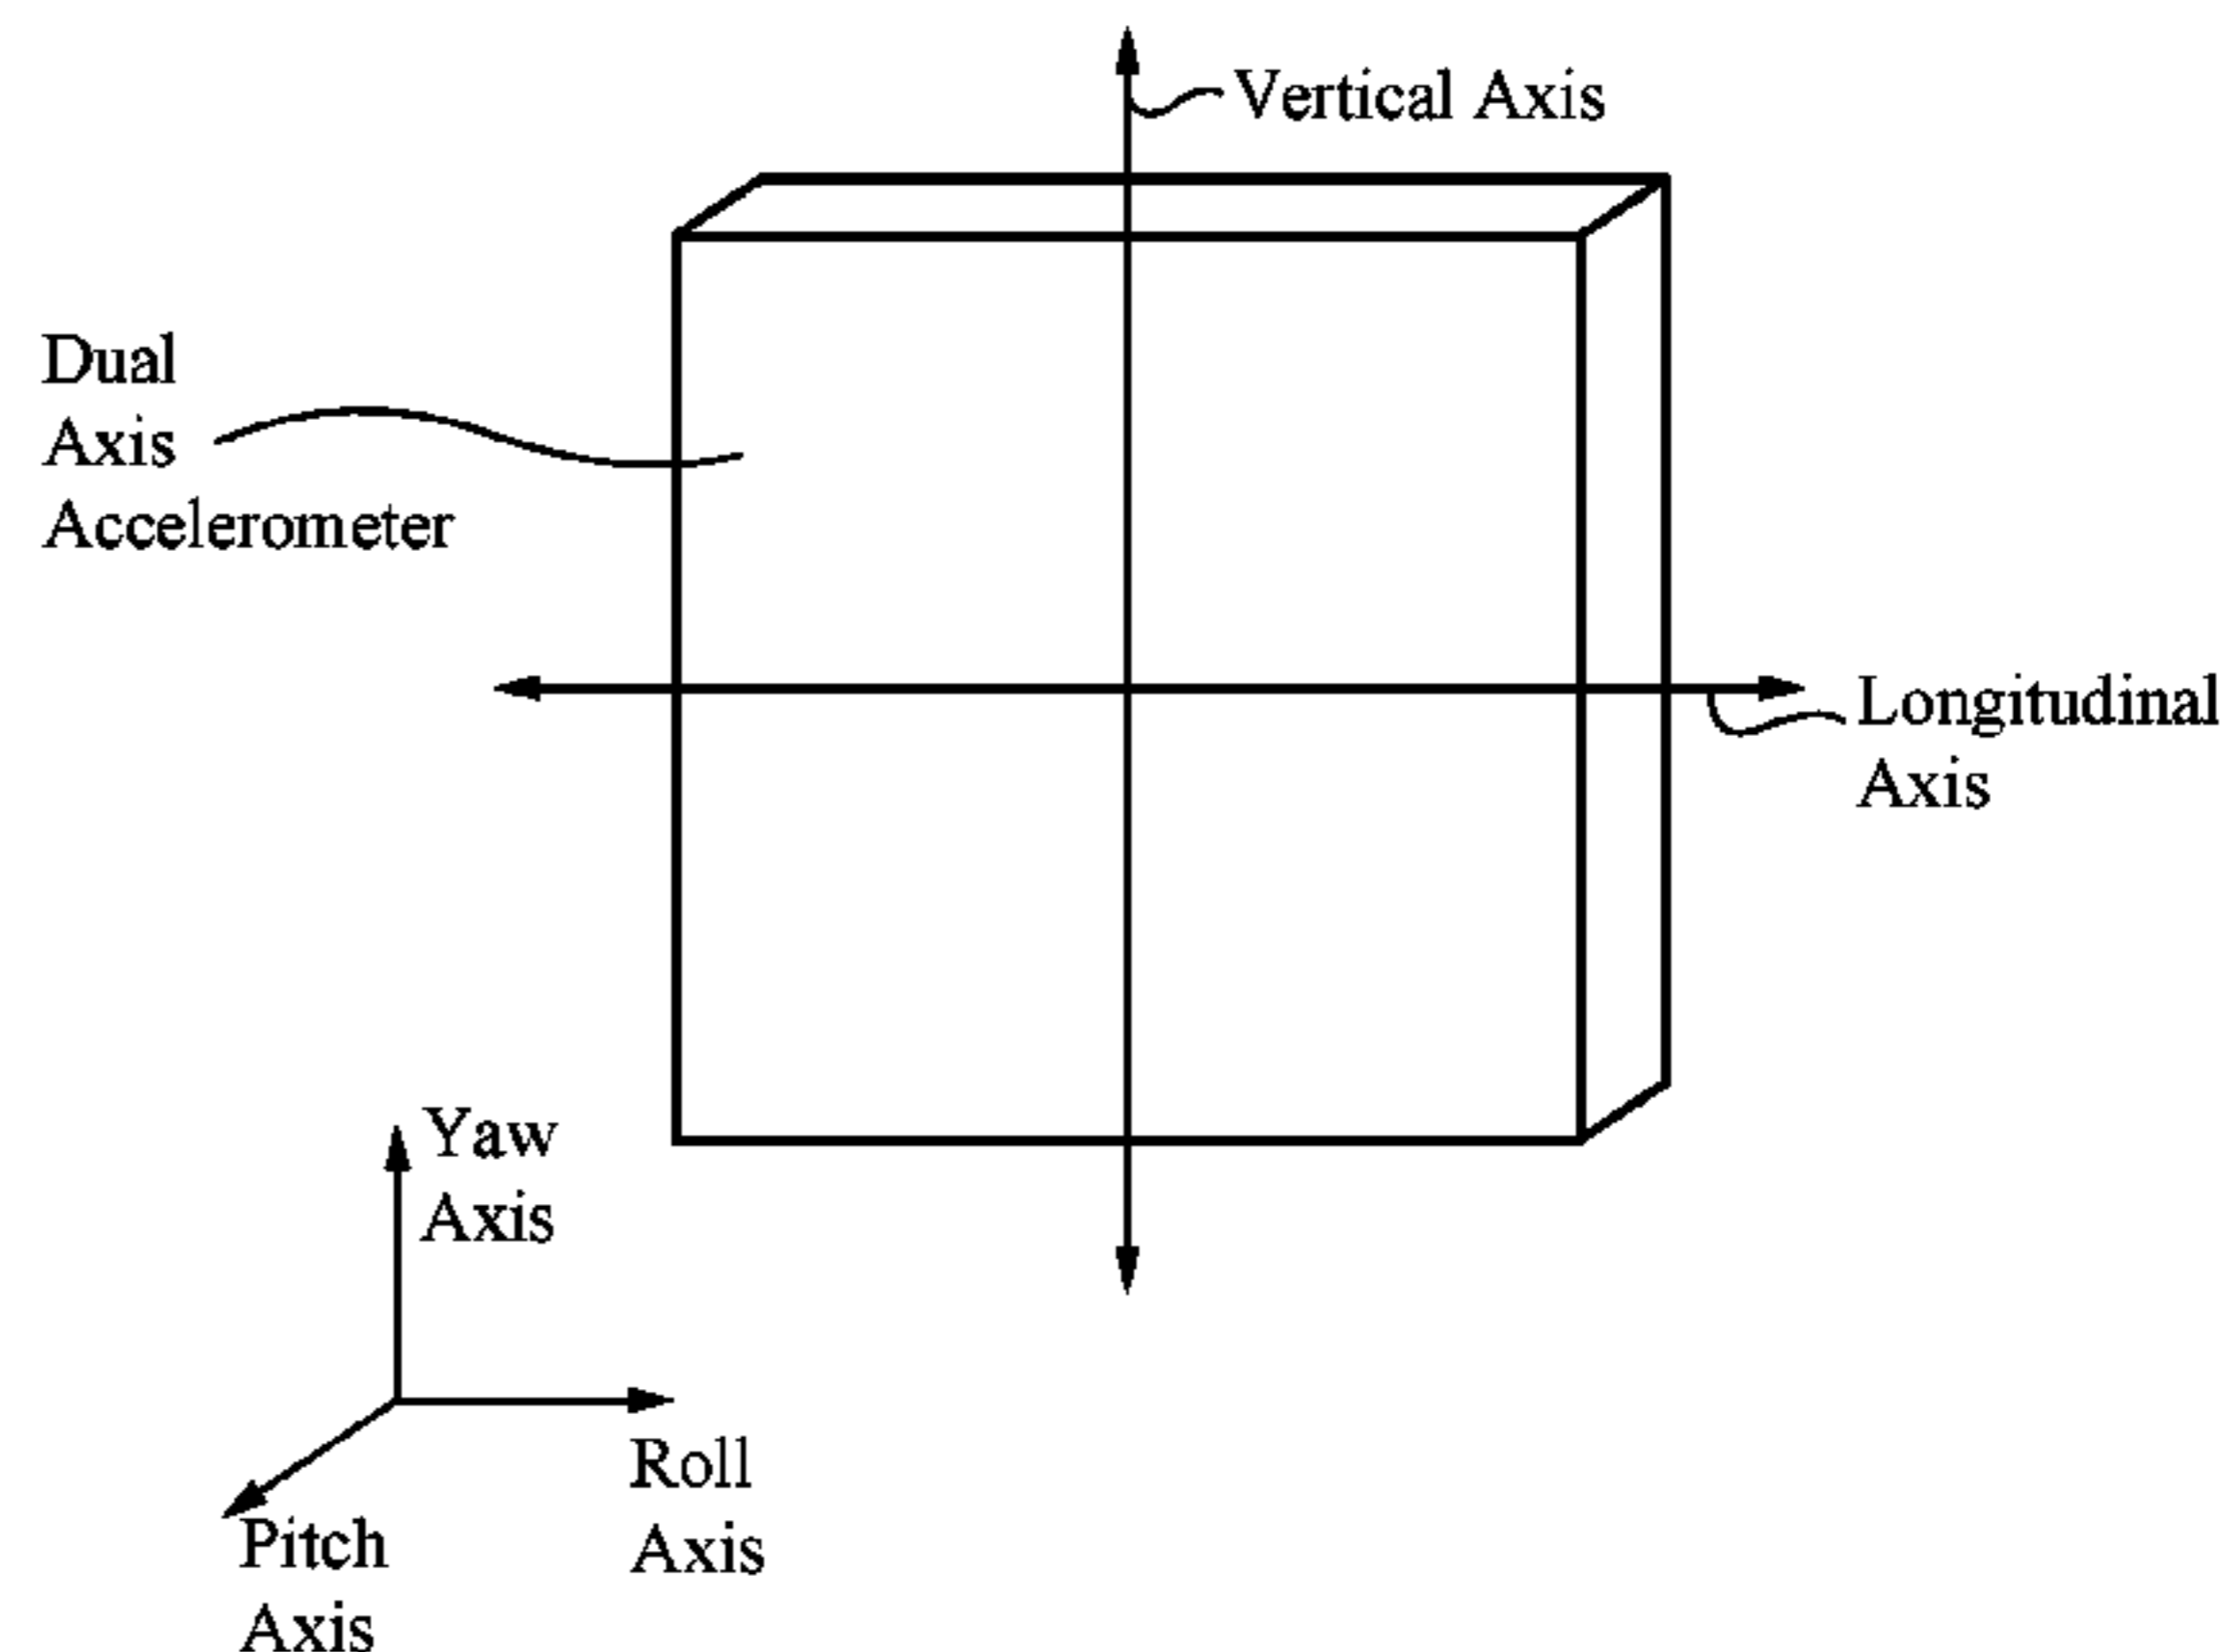 Vertical Axis
Dual
Axis
Accelerometer
Longitudinal
Axis
Yaw
Axis
Roll
Axis
Pitch
Axis